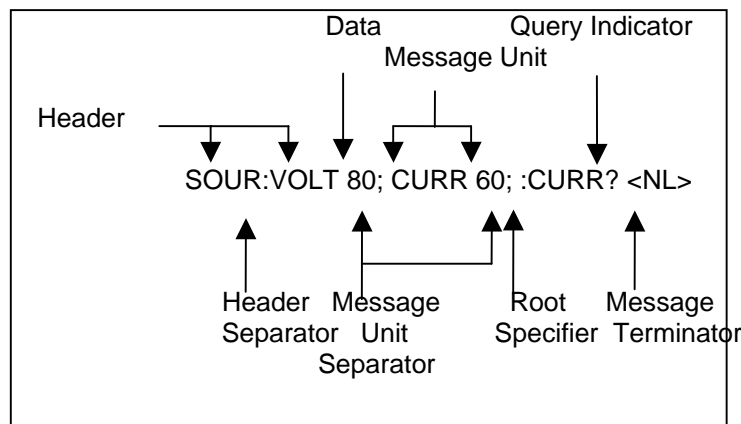 Data
Query Indicator
Message Unit
Header
SOUR:VOLT 80; CURR 60; :CURR? <NL>
Header Separator
Message Unit Separator
Root Specifier
Message Terminator